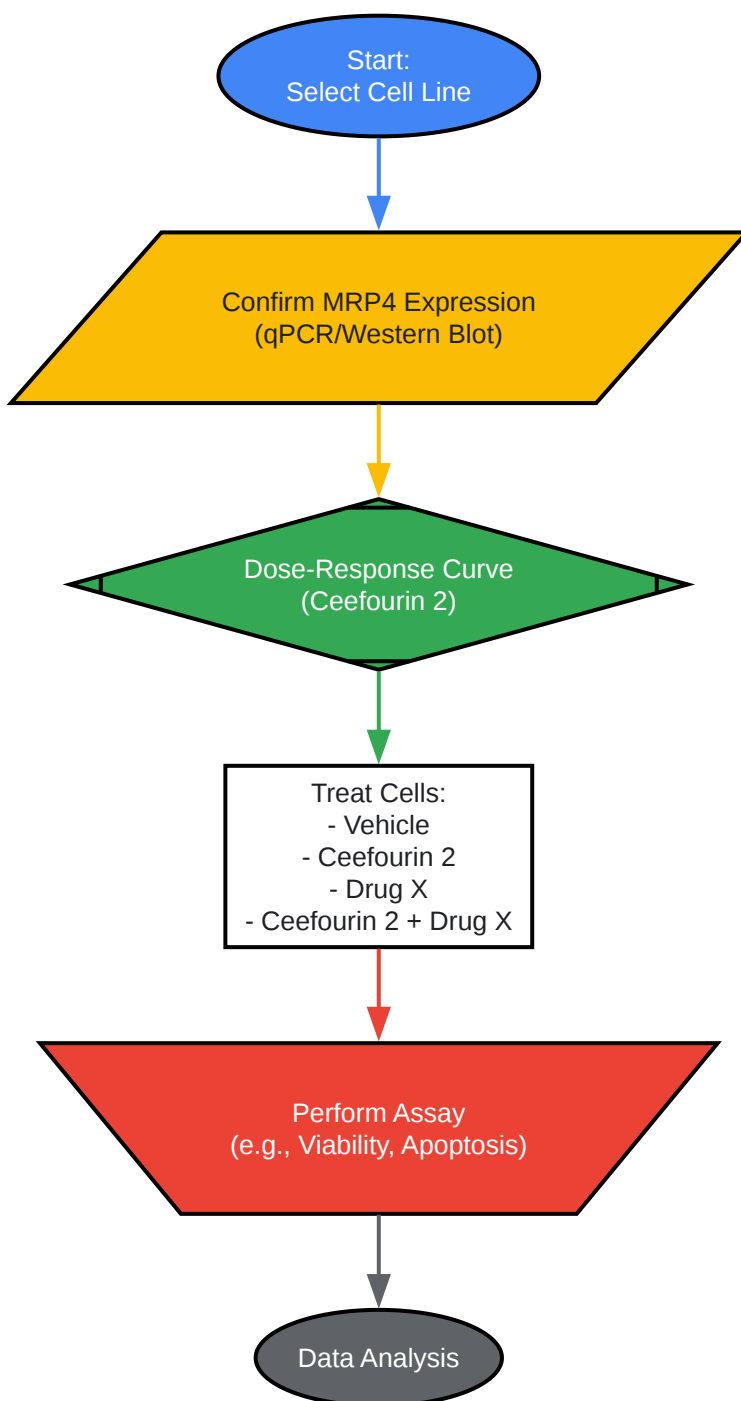 Start:
Select Cell Line
Confirm MRP4 Expression
(qPCR/Western Blot)
Dose-Response Curve
(Ceefourin 2)
Treat Cells:
- Vehicle
- Ceefourin 2
- Drug X
- Ceefourin 2 + Drug X
Perform Assay
(e.g., Viability, Apoptosis)
Data Analysis